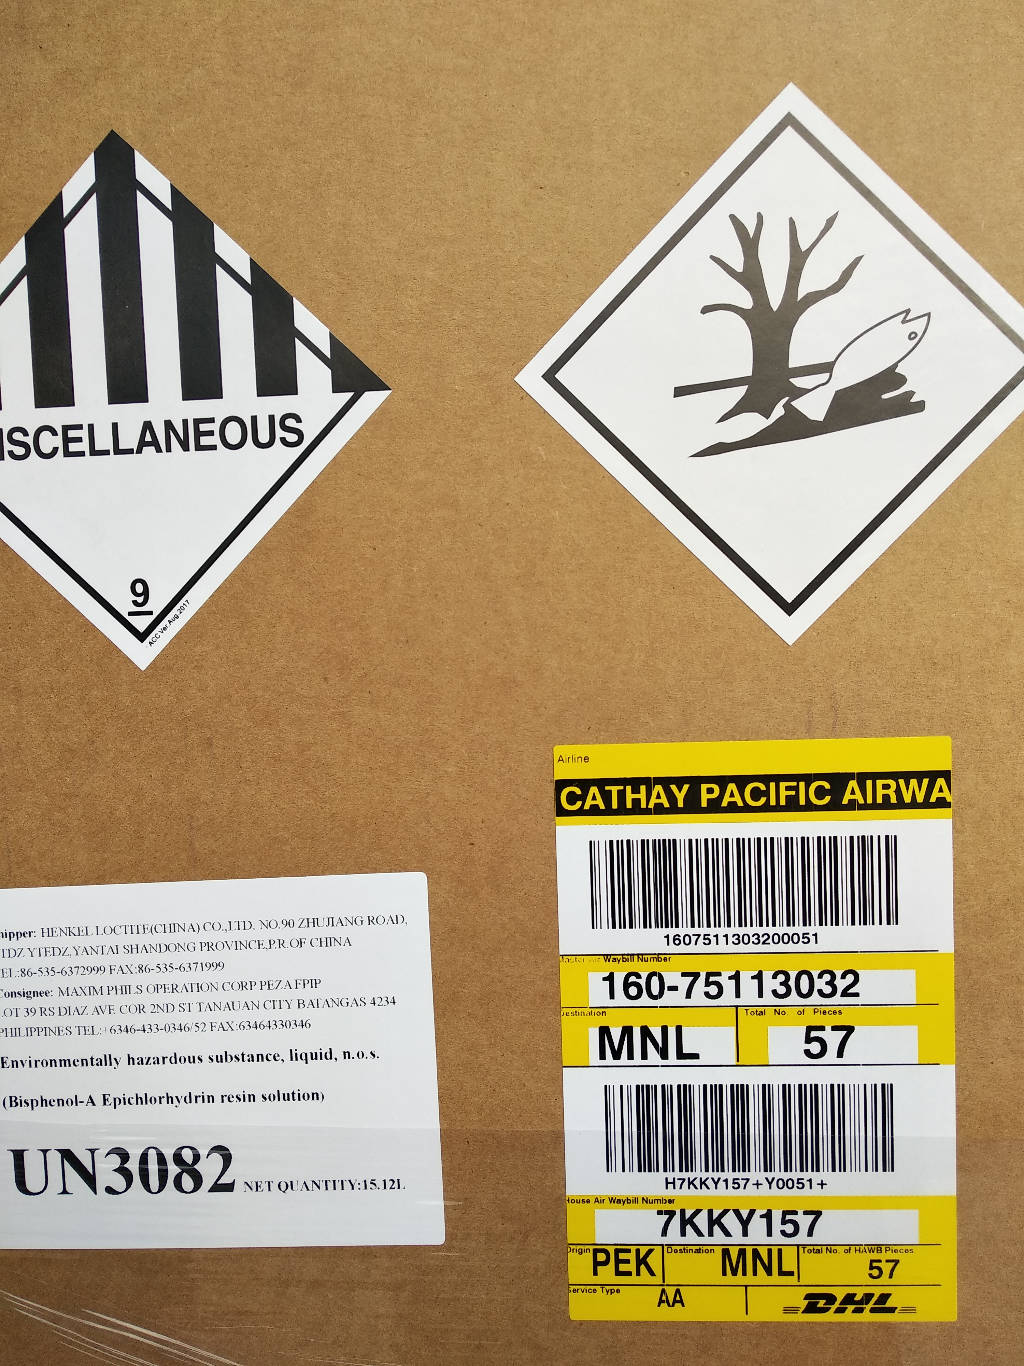 ISCELLANEOUS
9
ACC Ver.Aug 2017
Airline
CATHAY PACIFIC AIRWA
1607511303200051
Master Air Waybill Number
160-75113032
Destination
Total No. of Pieces
MNL
57
H7KKY157+Y0051+
House Air Waybill Number
7KKY157
Origin
PEK
Destination
MNL
Total No. of HAWB Pieces
57
Service Type
AA
DHL
hipper: HENKEL LOCTITE(CHINA) CO.,LTD. NO.90 ZHUJIANG ROAD,
TDZ YTEDZ,YANTAI SHANDONG PROVINCE,P.R.OF CHINA
TEL:86-535-6372999 FAX:86-535-6371999
Consignee: MAXIM PHILS OPERATION CORP PEZA FPIP
LOT 39 RS DIAZ AVE COR 2ND ST TANAUAN CITY BATANGAS 4234
PHILIPPINES TEL:+6346-433-0346/52 FAX:63464330346
Environmentally hazardous substance, liquid, n.o.s.
(Bisphenol-A Epichlorhydrin resin solution)
UN3082 NET QUANTITY:15.12L